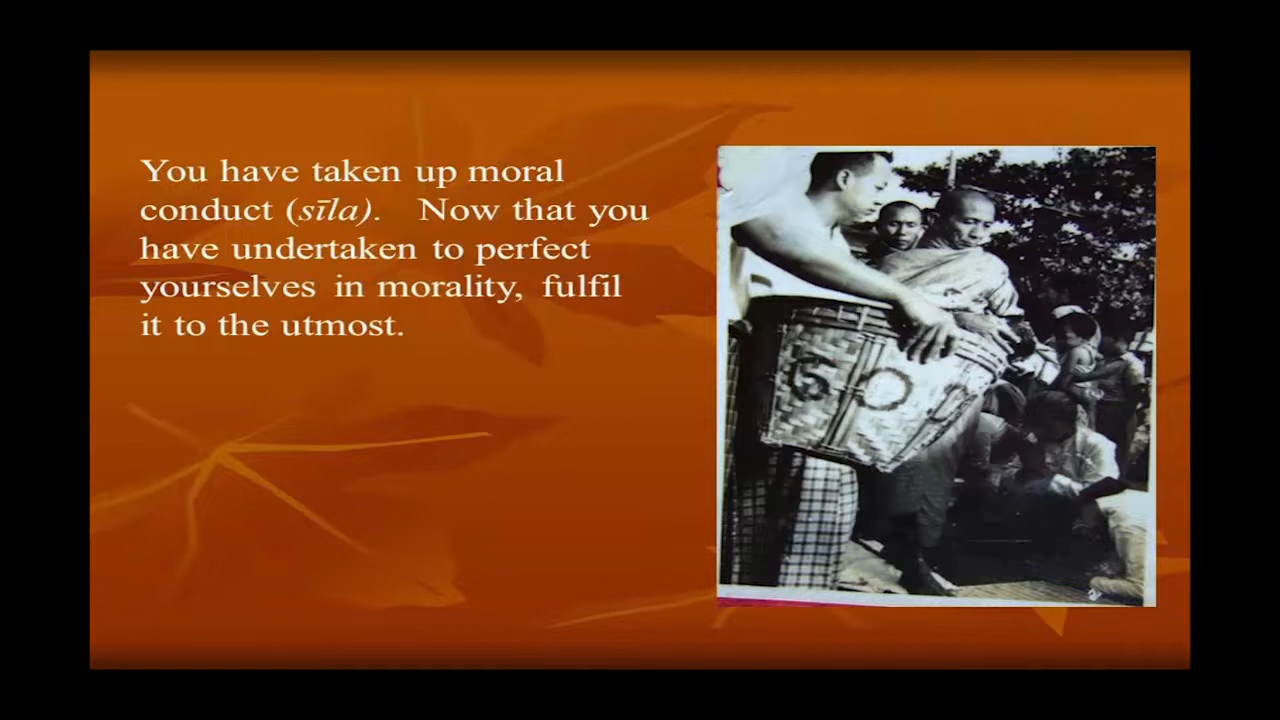 You have taken up moral
conduct (sīla). Now that you
have undertaken to perfect
yourselves in morality, fulfil
it to the utmost.